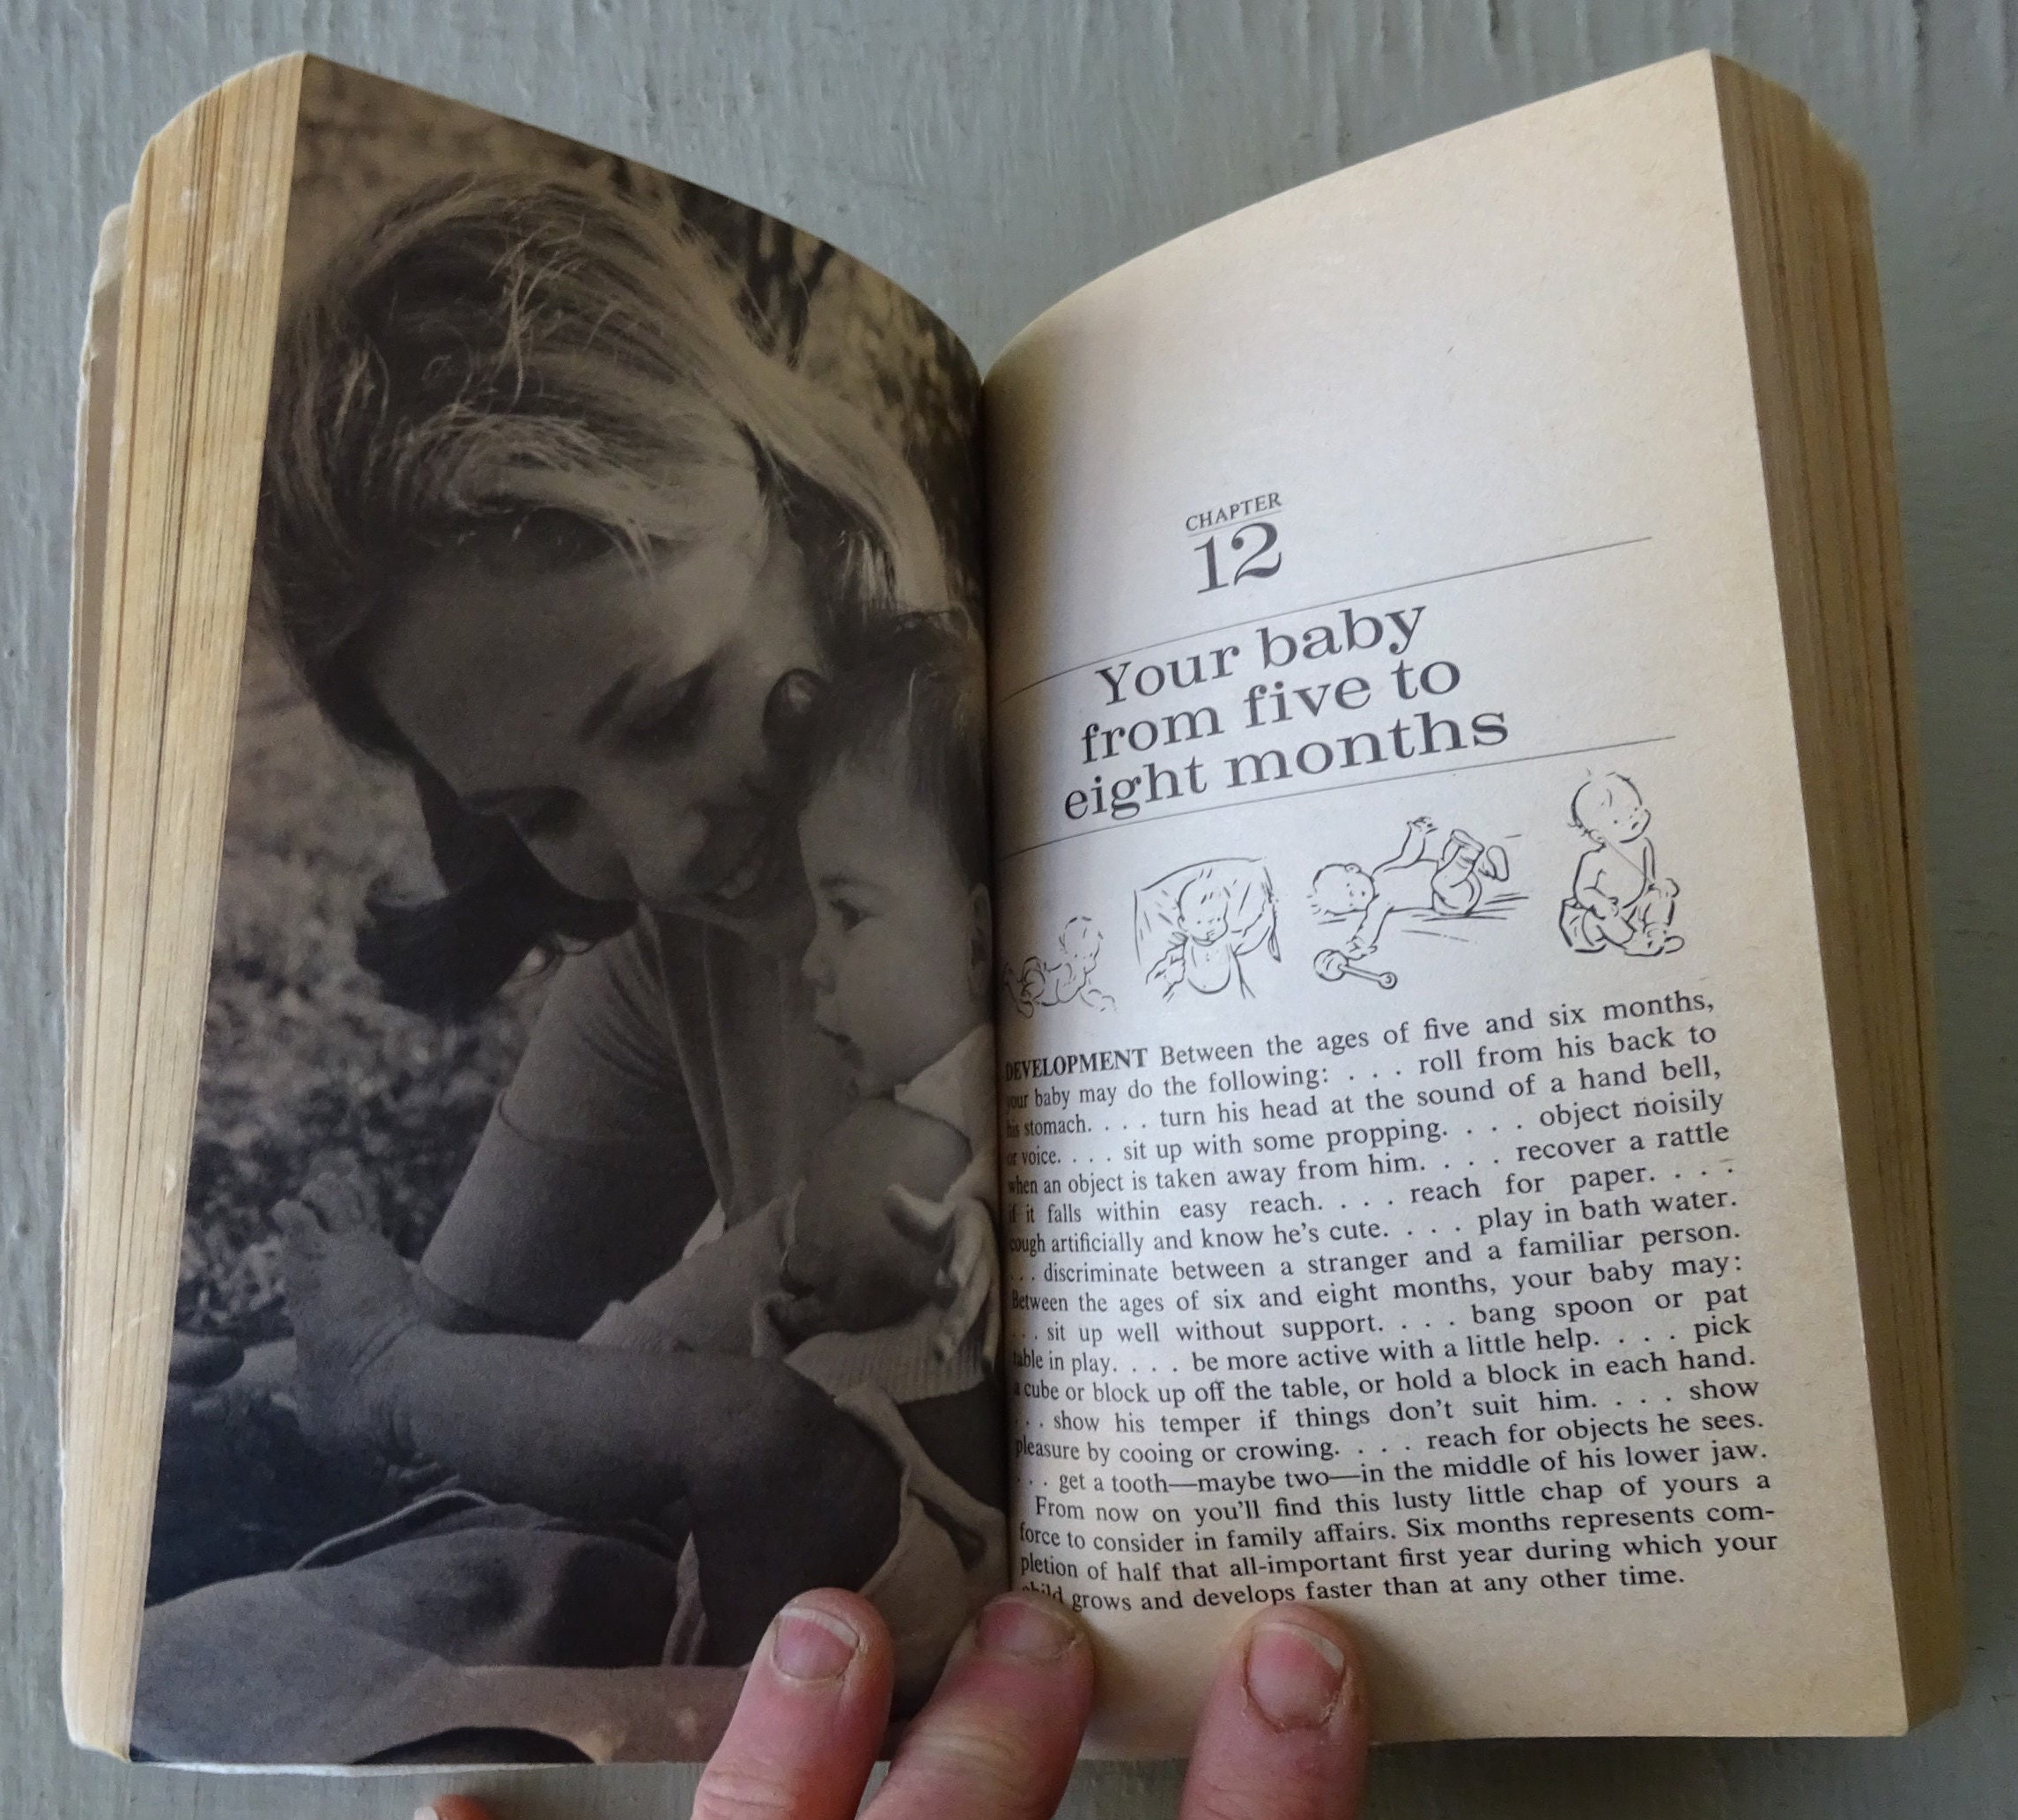 CHAPTER
12
Your baby
from five to
eight months
DEVELOPMENT Between the ages of five and six months,
your baby may do the following: . . . roll from his back to
his stomach. . . . turn his head at the sound of a hand bell,
or voice. . . . sit up with some propping. . . . object noisily
when an object is taken away from him. . . . recover a rattle
if it falls within easy reach. . . . reach for paper. . . .
cough artificially and know he's cute. . . . play in bath water.
. . . discriminate between a stranger and a familiar person.
Between the ages of six and eight months, your baby may:
. . . sit up well without support. . . . bang spoon or pat
table in play. . . . be more active with a little help. . . . pick
a cube or block up off the table, or hold a block in each hand.
. . . show his temper if things don't suit him. . . . show
pleasure by cooing or crowing. . . . reach for objects he sees.
. . . get a tooth—maybe two—in the middle of his lower jaw.
From now on you'll find this lusty little chap of yours a
force to consider in family affairs. Six months represents com-
pletion of half that all-important first year during which your
child grows and develops faster than at any other time.